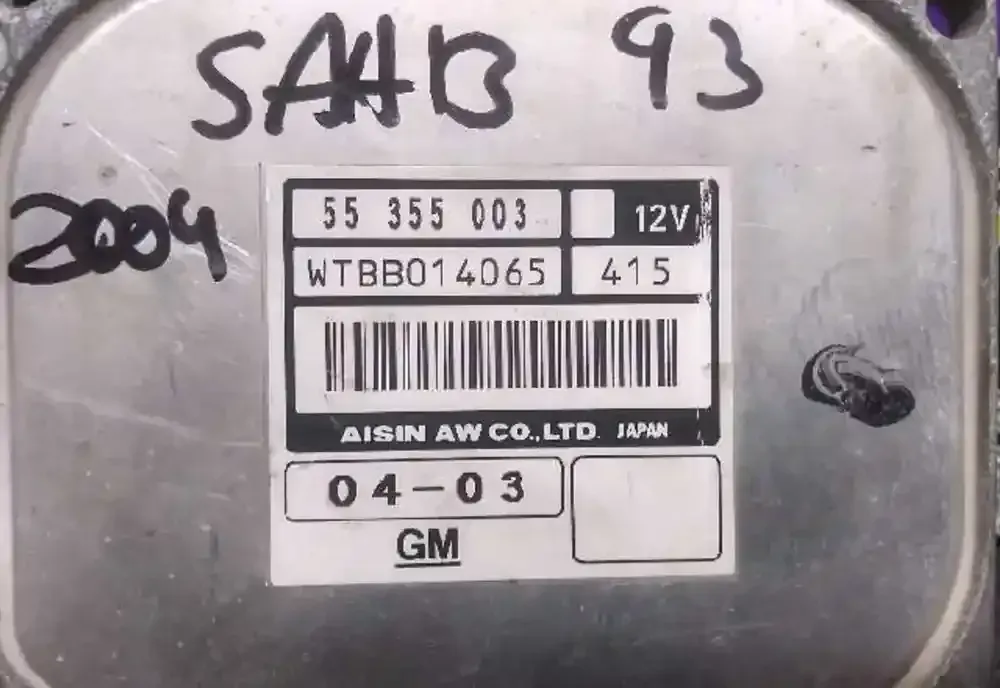 SAAB 93
2004
55 355 003 12V
WTBB014065 415
AISIN AW CO.,LTD. JAPAN
04-03
GM